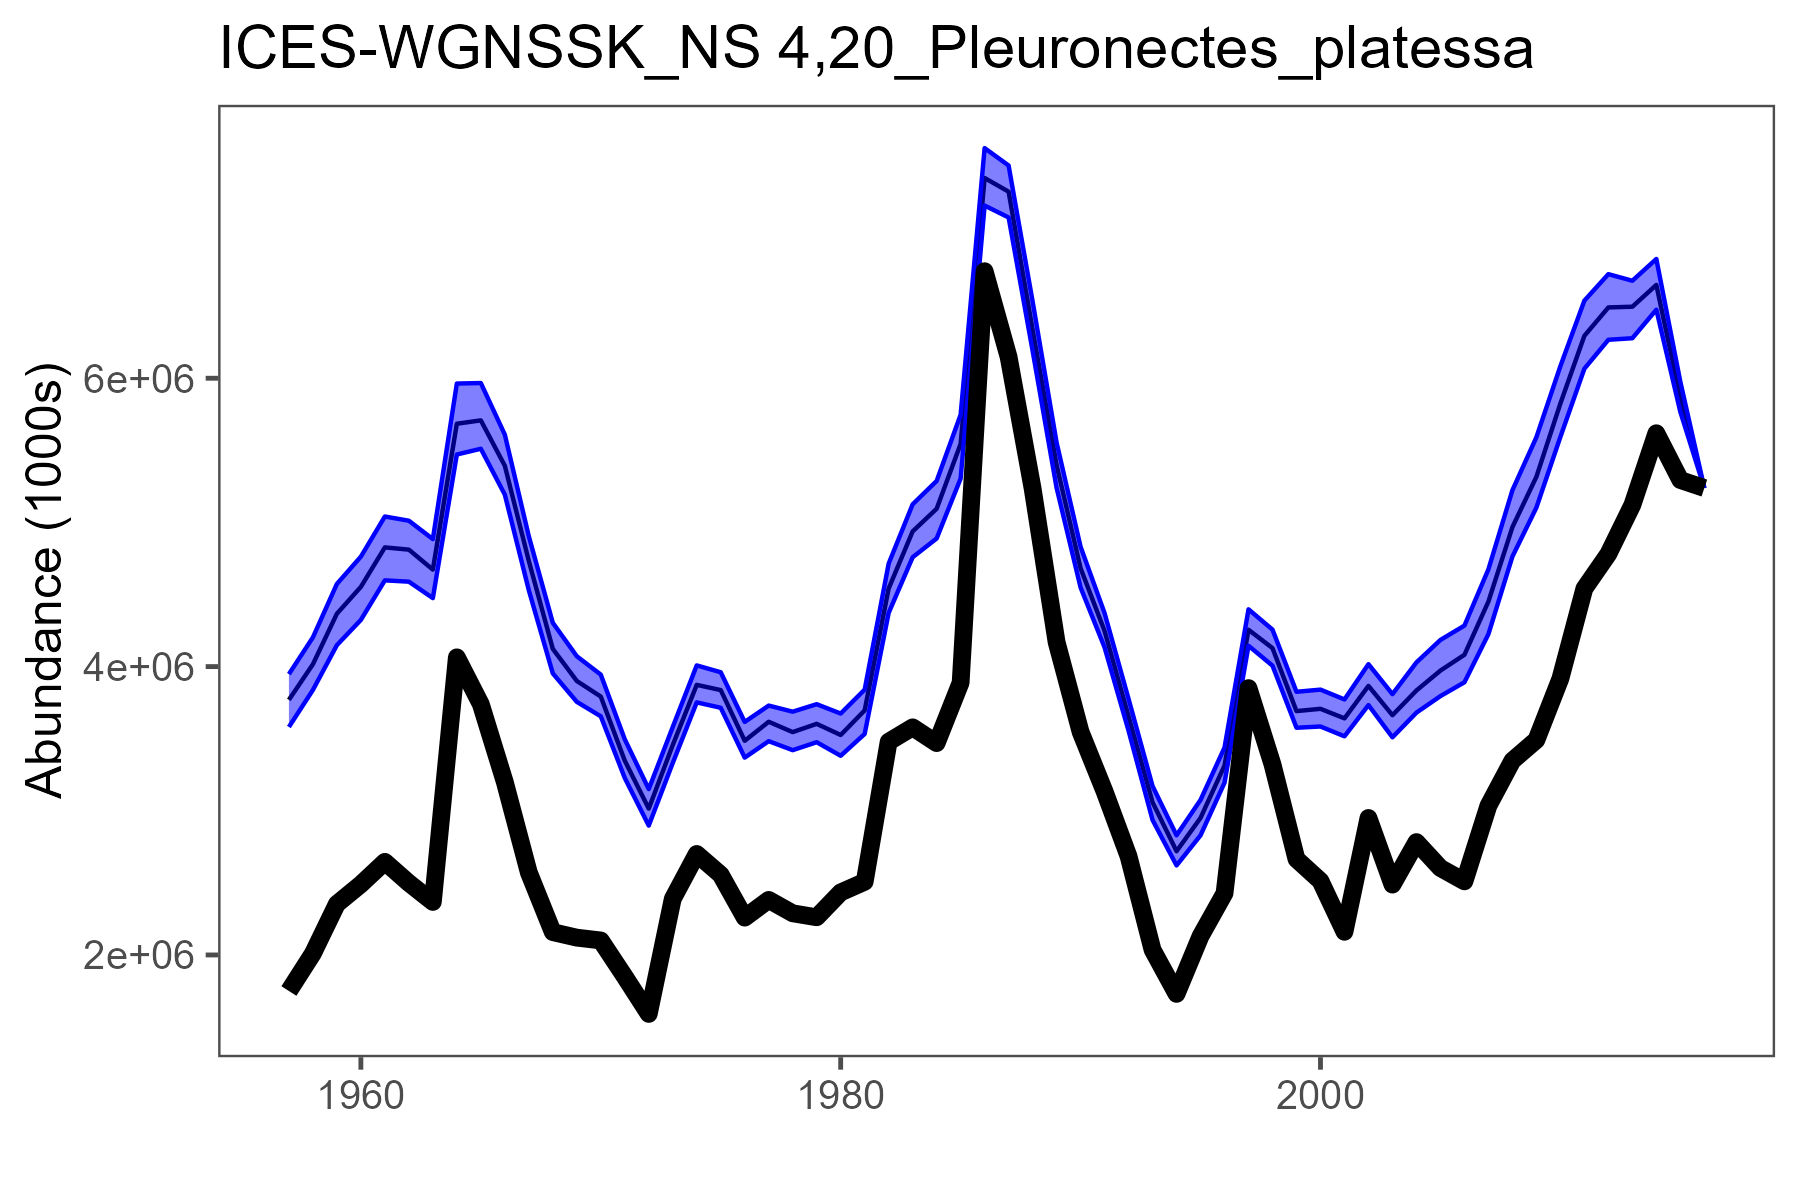 ICES-WGNSSK_NS 4,20_Pleuronectes_platessa
Abundance (1000s)
6e+06
4e+06
2e+06
1960
1980
2000